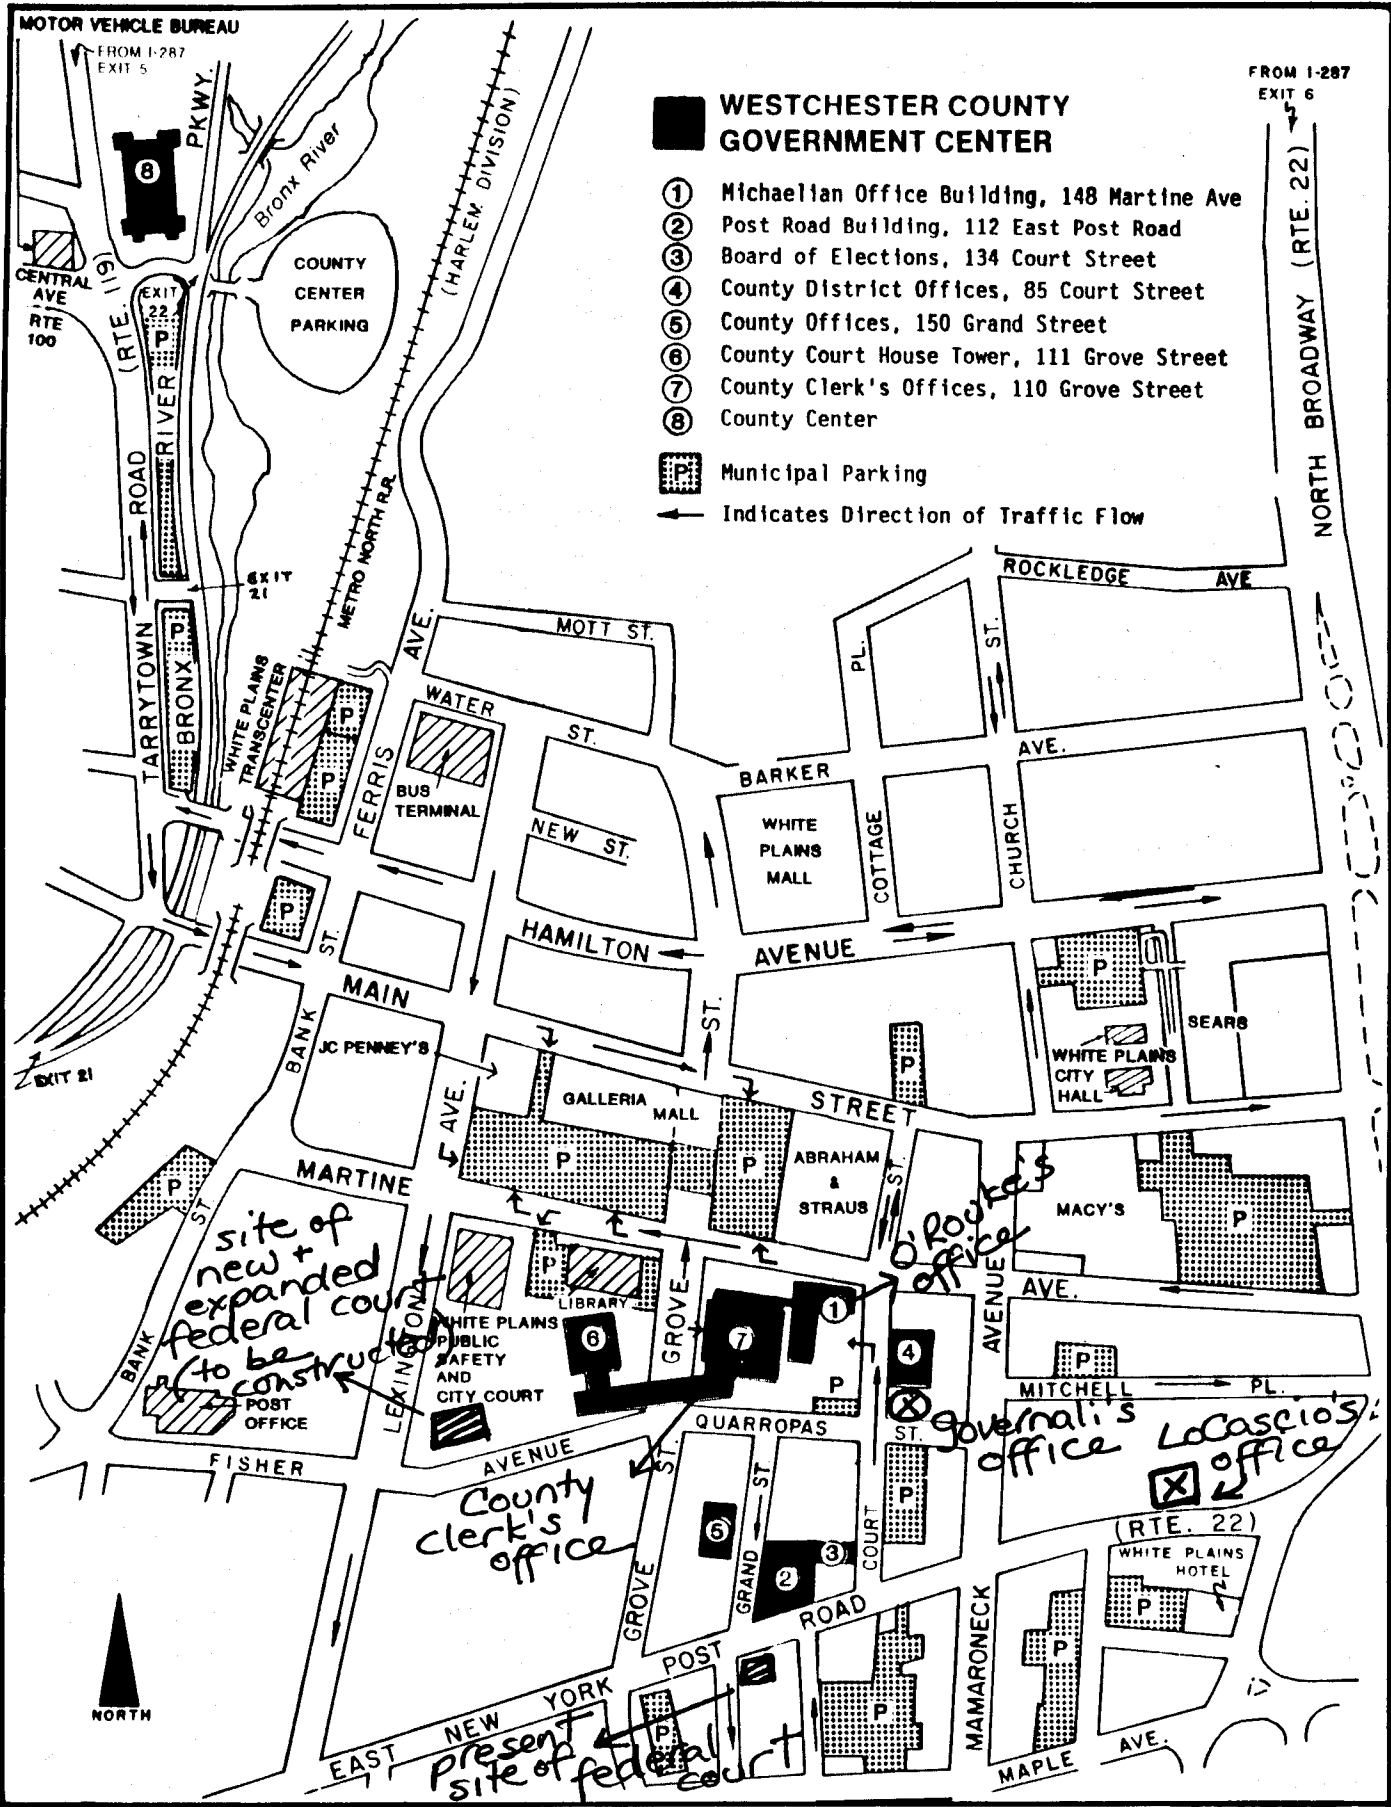 MOTOR VEHICLE BUREAU
FROM I-287
EXIT 5
PKWY.
Bronx River
(HARLEM DIVISION)
FROM I-287
EXIT 6
WESTCHESTER COUNTY
GOVERNMENT CENTER
1 Michaelian Office Building, 148 Martine Ave
2 Post Road Building, 112 East Post Road
3 Board of Elections, 134 Court Street
4 County District Offices, 85 Court Street
5 County Offices, 150 Grand Street
6 County Court House Tower, 111 Grove Street
7 County Clerk's Offices, 110 Grove Street
8 County Center
P Municipal Parking
Indicates Direction of Traffic Flow
NORTH BROADWAY (RTE. 22)
8
CENTRAL
AVE
RTE
100
(RTE. 119)
EXIT
22
P
COUNTY
CENTER
PARKING
RIVER
ROAD
METRO NORTH R.R.
EXIT
21
TARRYTOWN
P
BRONX
WHITE PLAINS
TRANSCENTER
P
P
AVE.
FERRIS
MOTT ST.
WATER
ST.
BUS
TERMINAL
NEW ST.
ROCKLEDGE AVE
PL.
ST.
BARKER
AVE.
WHITE
PLAINS
MALL
COTTAGE
CHURCH
P
HAMILTON
AVENUE
ST.
MAIN
BANK
JC PENNEY'S
EXIT 21
ST.
P
P
SEARS
WHITE PLAINS
CITY
HALL
GALLERIA
MALL
STREET
AVE.
P
P
ABRAHAM
&
STRAUS
ST.
MACY'S
P
MARTINE
P
ST.
site of
new +
expanded
federal court
(to be
constructed)
O'Rourke's
office
AVENUE
AVE.
P
LIBRARY
GROVE
1
WHITE PLAINS
PUBLIC
SAFETY
AND
CITY COURT
6
7
4
P
P
MITCHELL PL.
BANK
POST
OFFICE
LEXINGTON
QUARROPAS
ST.
Governali's
office
LoCascio's
office
X
X
FISHER
AVENUE
ST.
ST.
P
County
clerk's
office
5
3
2
GRAND
COURT
(RTE. 22)
WHITE PLAINS
HOTEL
P
GROVE
ROAD
POST
MAMARONECK
P
P
NORTH
EAST NEW YORK
P
present
site of federal
court
MAPLE AVE.